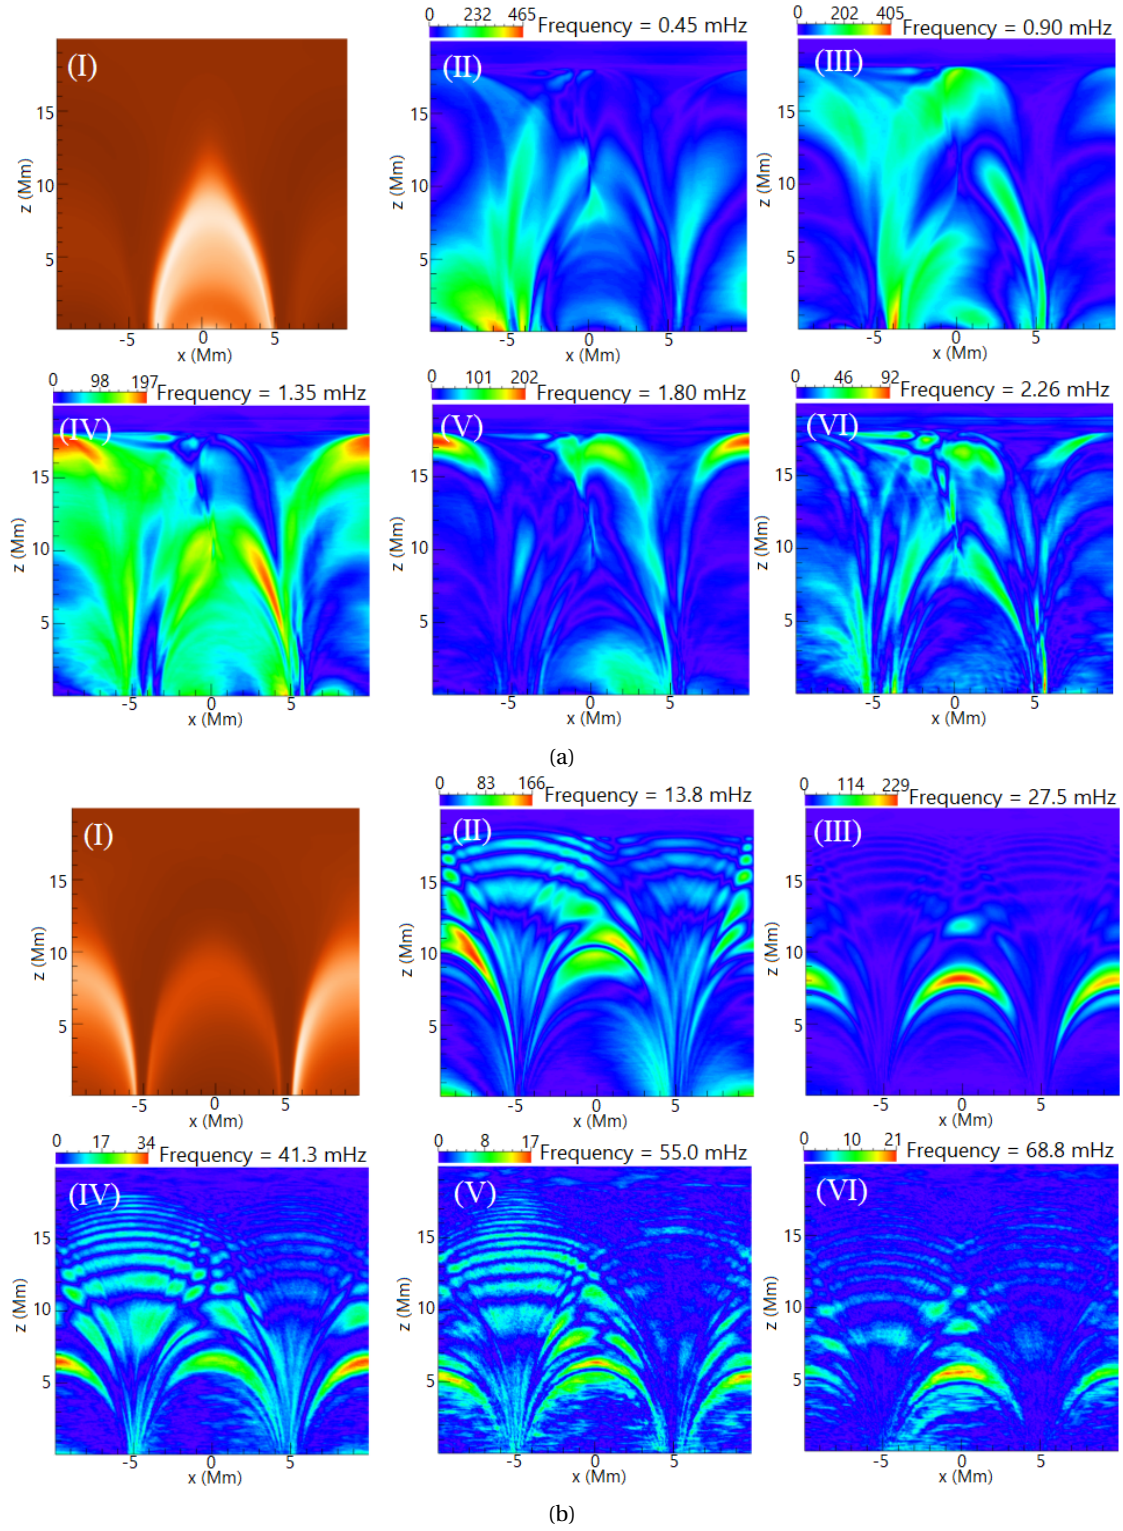 0 232 465 Frequency = 0.45 mHz
0 202 405 Frequency = 0.90 mHz
(I)
(II)
(III)
15
10
5
z (Mm)
-5 0 5
x (Mm)
15
10
5
z (Mm)
-5 0 5
x (Mm)
15
10
5
z (Mm)
-5 0 5
x (Mm)
0 98 197 Frequency = 1.35 mHz
0 101 202 Frequency = 1.80 mHz
0 46 92 Frequency = 2.26 mHz
(IV)
(V)
(VI)
15
10
5
z (Mm)
-5 0 5
x (Mm)
15
10
5
z (Mm)
-5 0 5
x (Mm)
15
10
5
z (Mm)
-5 0 5
x (Mm)
(a)
0 83 166 Frequency = 13.8 mHz
0 114 229 Frequency = 27.5 mHz
(I)
(II)
(III)
15
10
5
z (Mm)
-5 0 5
x (Mm)
15
10
5
z (Mm)
-5 0 5
x (Mm)
15
10
5
z (Mm)
-5 0 5
x (Mm)
0 17 34 Frequency = 41.3 mHz
0 8 17 Frequency = 55.0 mHz
0 10 21 Frequency = 68.8 mHz
(IV)
(V)
(VI)
15
10
5
z (Mm)
-5 0 5
x (Mm)
15
10
5
z (Mm)
-5 0 5
x (Mm)
15
10
5
z (Mm)
-5 0 5
x (Mm)
(b)